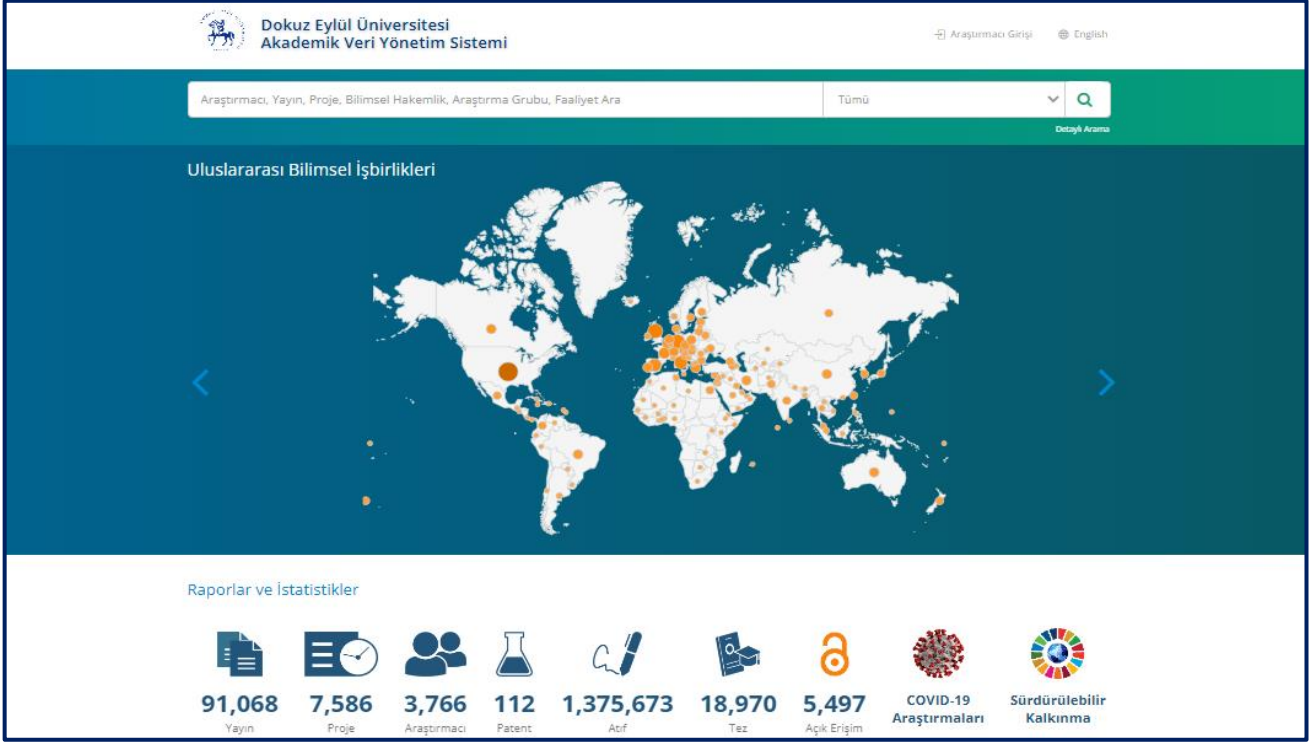 Dokuz Eylül Üniversitesi
Akademik Veri Yönetim Sistemi
Araştırmacı Girişi
English
Araştırmacı, Yayın, Proje, Bilimsel Hakemlik, Araştırma Grubu, Faaliyet Ara
Tümü
Detaylı Arama
Uluslararası Bilimsel İşbirlikleri
Raporlar ve İstatistikler
91,068 7,586 3,766 112 1,375,673 18,970 5,497
Yayın Proje Araştırmacı Patent Atıf Tez Açık Erişim
COVID-19
Araştırmaları
Sürdürülebilir
Kalkınma